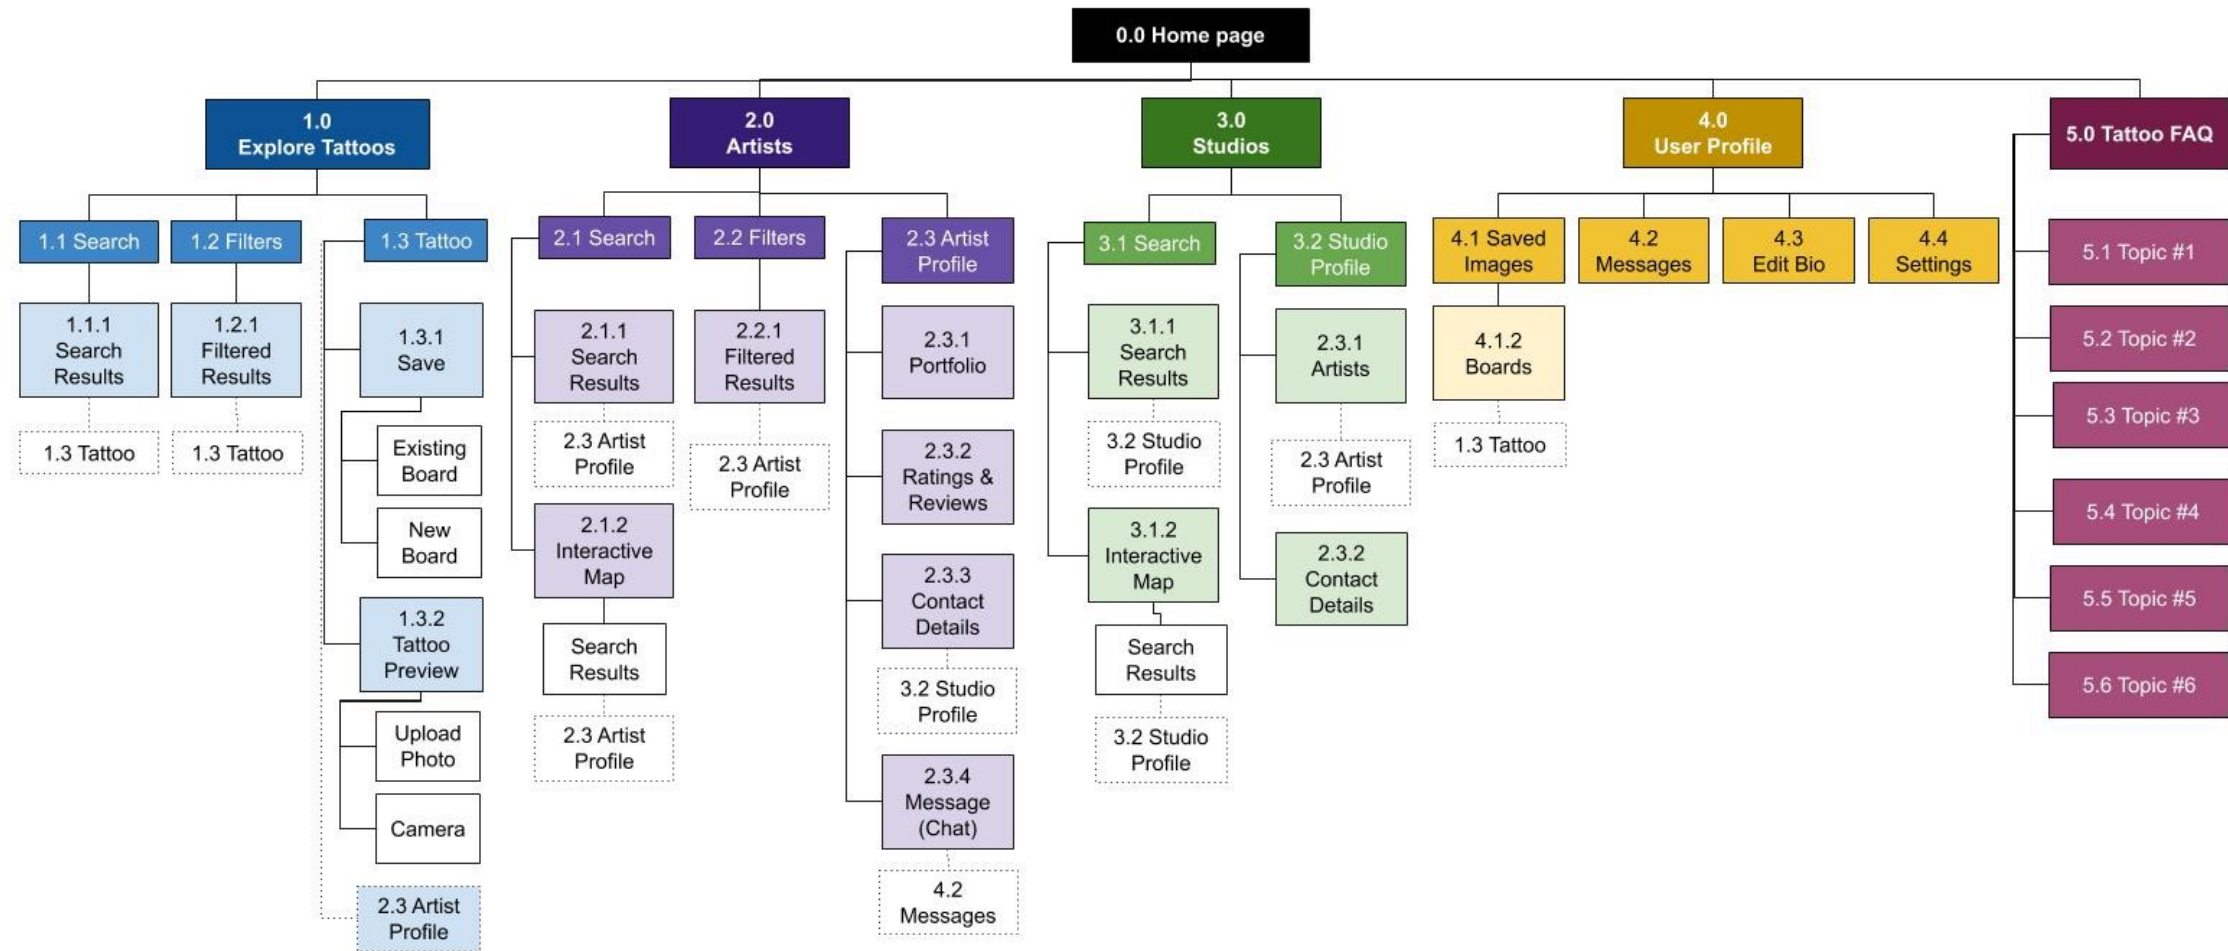 0.0 Home page
1.0
Explore Tattoos
1.1 Search
1.1.1
Search
Results
1.3 Tattoo
1.2 Filters
1.2.1
Filtered
Results
1.3 Tattoo
1.3 Tattoo
1.3.1
Save
Existing
Board
New
Board
1.3.2
Tattoo
Preview
Upload
Photo
Camera
2.3 Artist
Profile
2.0
Artists
2.1 Search
2.1.1
Search
Results
2.3 Artist
Profile
2.1.2
Interactive
Map
Search
Results
2.3 Artist
Profile
2.2 Filters
2.2.1
Filtered
Results
2.3 Artist
Profile
2.3 Artist
Profile
2.3.1
Portfolio
2.3.2
Ratings &
Reviews
2.3.3
Contact
Details
3.2 Studio
Profile
2.3.4
Message
(Chat)
4.2
Messages
3.0
Studios
3.1 Search
3.1.1
Search
Results
3.2 Studio
Profile
3.1.2
Interactive
Map
Search
Results
3.2 Studio
Profile
3.2 Studio
Profile
2.3.1
Artists
2.3 Artist
Profile
2.3.2
Contact
Details
4.0
User Profile
4.1 Saved
Images
4.1.2
Boards
1.3 Tattoo
4.2
Messages
4.3
Edit Bio
4.4
Settings
5.0 Tattoo FAQ
5.1 Topic #1
5.2 Topic #2
5.3 Topic #3
5.4 Topic #4
5.5 Topic #5
5.6 Topic #6